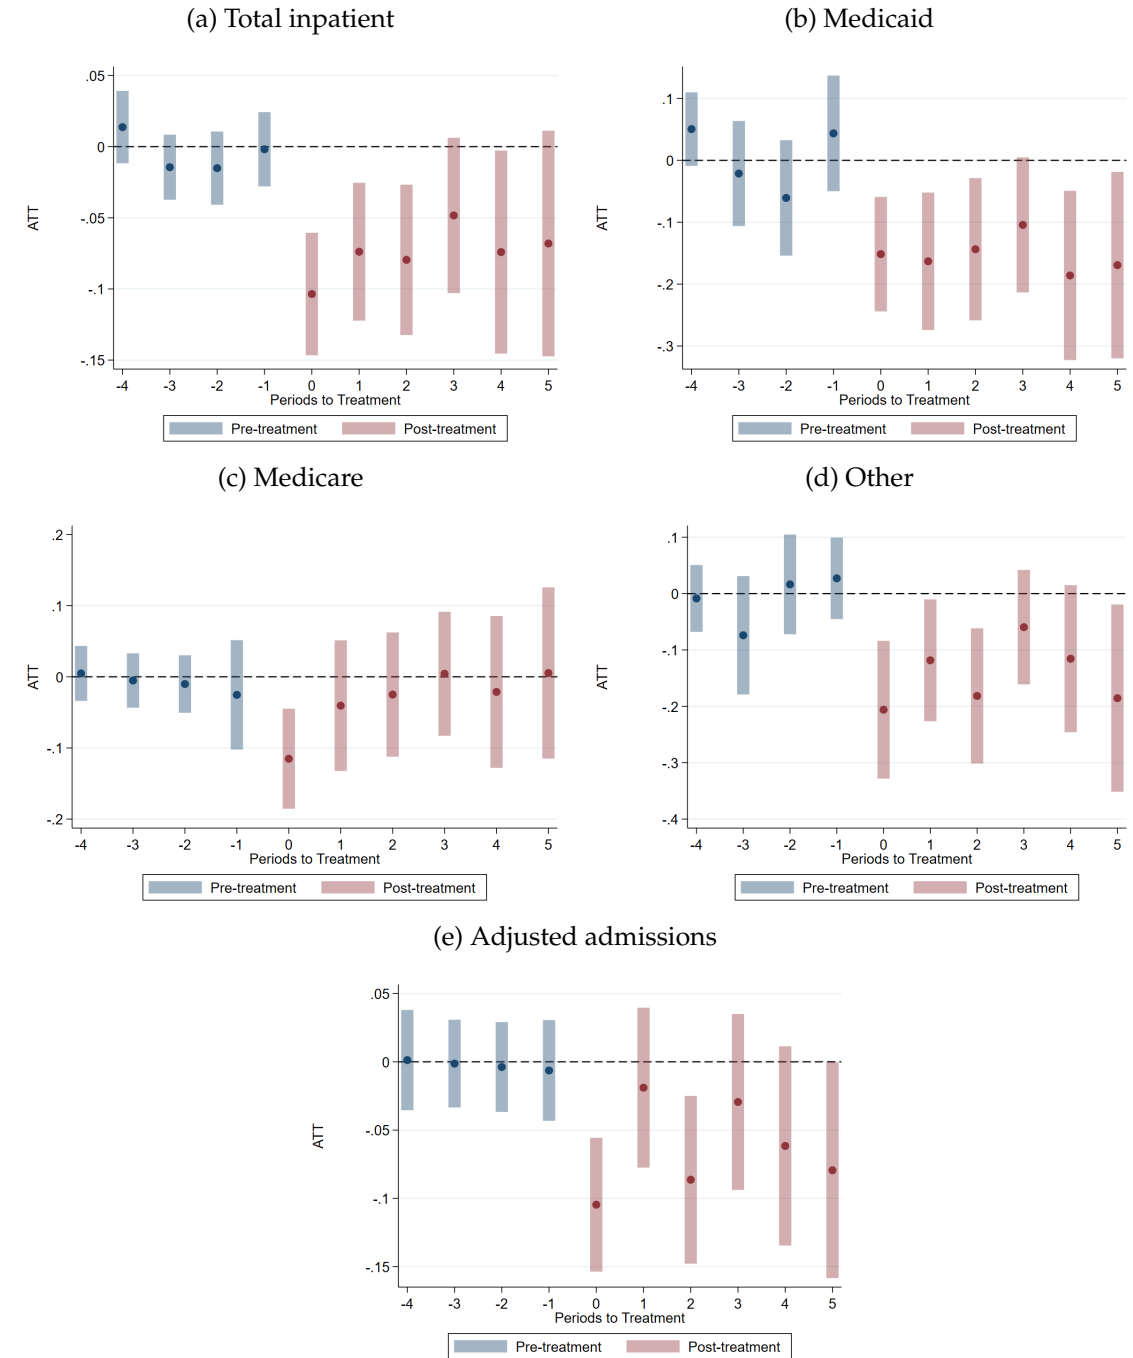 (a) Total inpatient
(b) Medicaid
.05
0
-.05
-.1
-.15
ATT
-4 -3 -2 -1 0 1 2 3 4 5
Periods to Treatment
Pre-treatment Post-treatment
.1
0
-.1
-.2
-.3
ATT
-4 -3 -2 -1 0 1 2 3 4 5
Periods to Treatment
Pre-treatment Post-treatment
(c) Medicare
(d) Other
.2
.1
0
-.1
-.2
ATT
-4 -3 -2 -1 0 1 2 3 4 5
Periods to Treatment
Pre-treatment Post-treatment
.1
0
-.1
-.2
-.3
-.4
ATT
-4 -3 -2 -1 0 1 2 3 4 5
Periods to Treatment
Pre-treatment Post-treatment
(e) Adjusted admissions
.05
0
-.05
-.1
-.15
ATT
-4 -3 -2 -1 0 1 2 3 4 5
Periods to Treatment
Pre-treatment Post-treatment